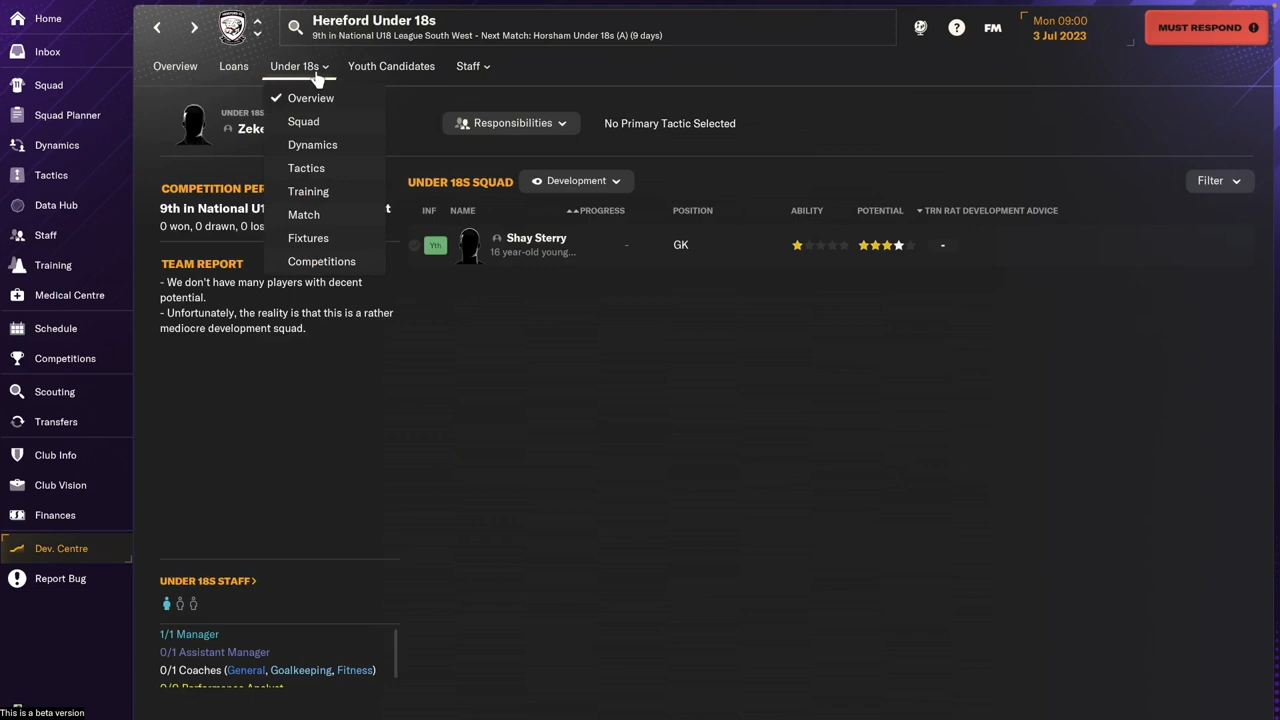 Home
Inbox
Squad
Squad Planner
Dynamics
Tactics
Data Hub
Staff
Training
Medical Centre
Schedule
Competitions
Scouting
Transfers
Club Info
Club Vision
Finances
Dev. Centre
Report Bug
This is a beta version
Hereford Under 18s
9th in National U18 League South West - Next Match: Horsham Under 18s (A) (9 days)
FM
Mon 09:00
3 Jul 2023
MUST RESPOND
Overview Loans Under 18s Youth Candidates Staff
Overview
Squad
Dynamics
Tactics
Training
Match
Fixtures
Competitions
UNDER 18S
Zeke
Responsibilities
No Primary Tactic Selected
COMPETITION PER
9th in National U1 t
0 won, 0 drawn, 0 los
TEAM REPORT
- We don't have many players with decent
potential.
- Unfortunately, the reality is that this is a rather
mediocre development squad.
UNDER 18S STAFF>
1/1 Manager
0/1 Assistant Manager
0/1 Coaches (General, Goalkeeping, Fitness)
0/0 Performance Analyst
UNDER 18S SQUAD
Development
Filter
INF NAME PROGRESS POSITION ABILITY POTENTIAL TRN RAT DEVELOPMENT ADVICE
Yth Shay Sterry - GK -
16 year-old young...